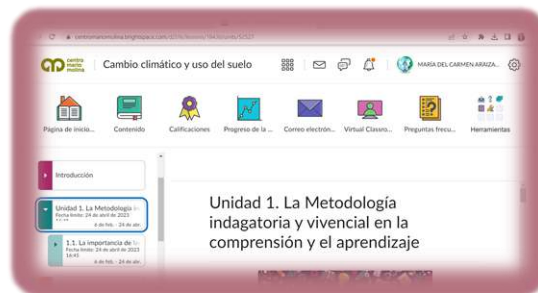 centro
mario
molina
Cambio climático y uso del suelo
MARÍA DEL CARMEN ARAIZA...
Página de inicio...
Contenido
Calificaciones
Progreso de la ...
Correo electrón...
Virtual Classro...
Preguntas frecu...
Herramientas
Introducción
Unidad 1. La Metodología in
Fecha límite: 24 de abril de 2023
6 de feb. - 24 de abr.
1.1. La importancia de la
Fecha límite: 24 de abril de 2023
16:45
6 de feb. - 24 de abr.
Unidad 1. La Metodología
indagatoria y vivencial en la
comprensión y el aprendizaje